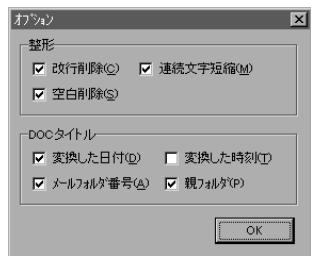 ｵﾌﾟｼｮﾝ
整形
改行削除(C) 連続文字短縮(M)
空白削除(S)
DOCタイトル
変換した日付(D) 変換した時刻(T)
ﾒｰﾙﾌｫﾙﾀﾞ番号(A) 親ﾌｫﾙﾀﾞ(P)
OK